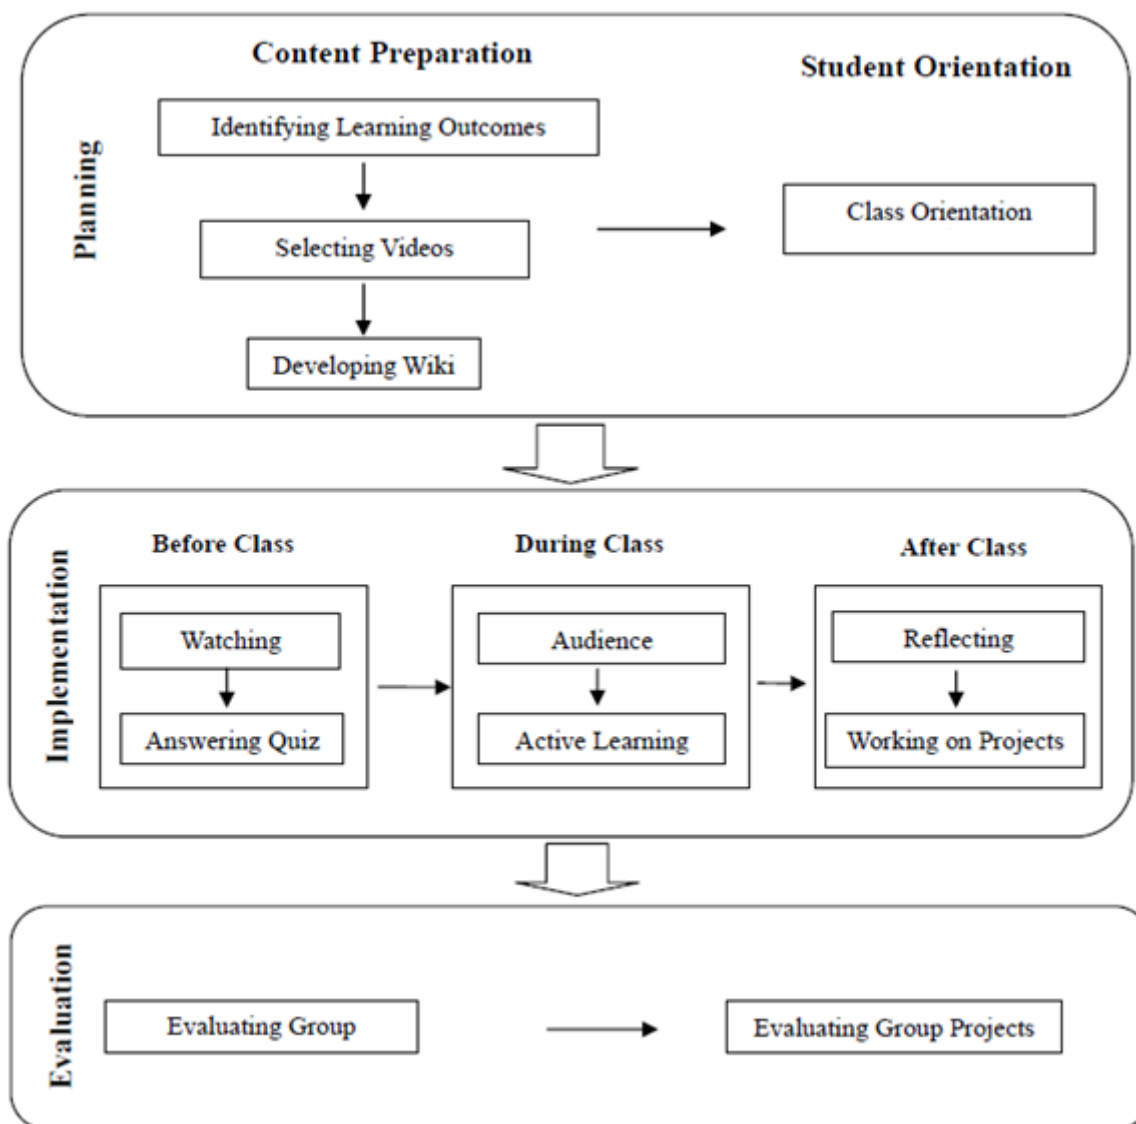 Planning
Content Preparation
Identifying Learning Outcomes
Selecting Videos
Developing Wiki
Student Orientation
Class Orientation
Implementation
Before Class
Watching
Answering Quiz
During Class
Audience
Active Learning
After Class
Reflecting
Working on Projects
Evaluation
Evaluating Group
Evaluating Group Projects